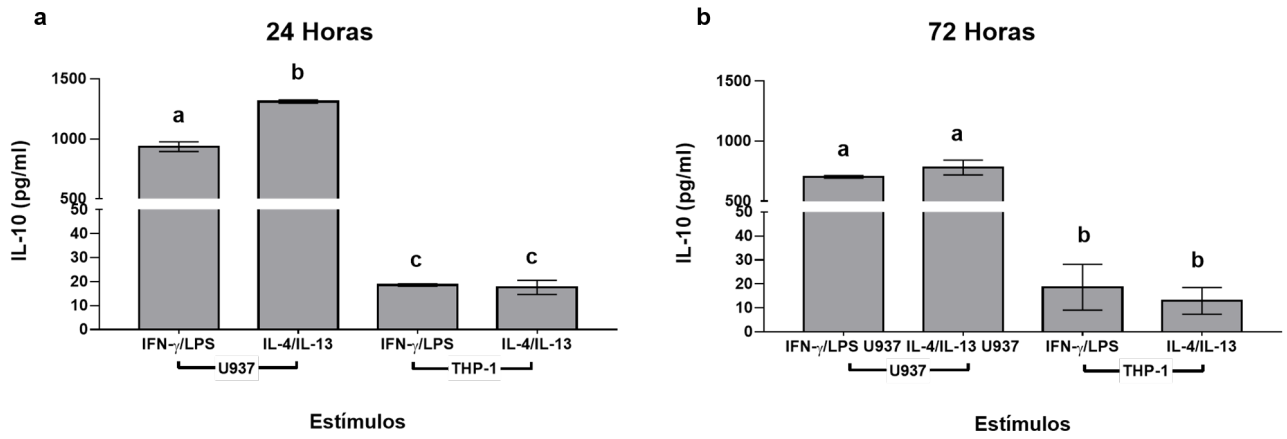 a
24 Horas
IL-10 (pg/ml)
1500
1000
500
50
40
30
20
10
0
a
b
c
c
IFN-γ/LPS IL-4/IL-13 IFN-γ/LPS IL-4/IL-13
U937 THP-1
Estímulos
b
72 Horas
IL-10 (pg/ml)
1500
1000
500
50
40
30
20
10
0
a
a
b
b
IFN-γ/LPS U937 IL-4/IL-13 U937 IFN-γ/LPS IL-4/IL-13
U937 THP-1
Estímulos